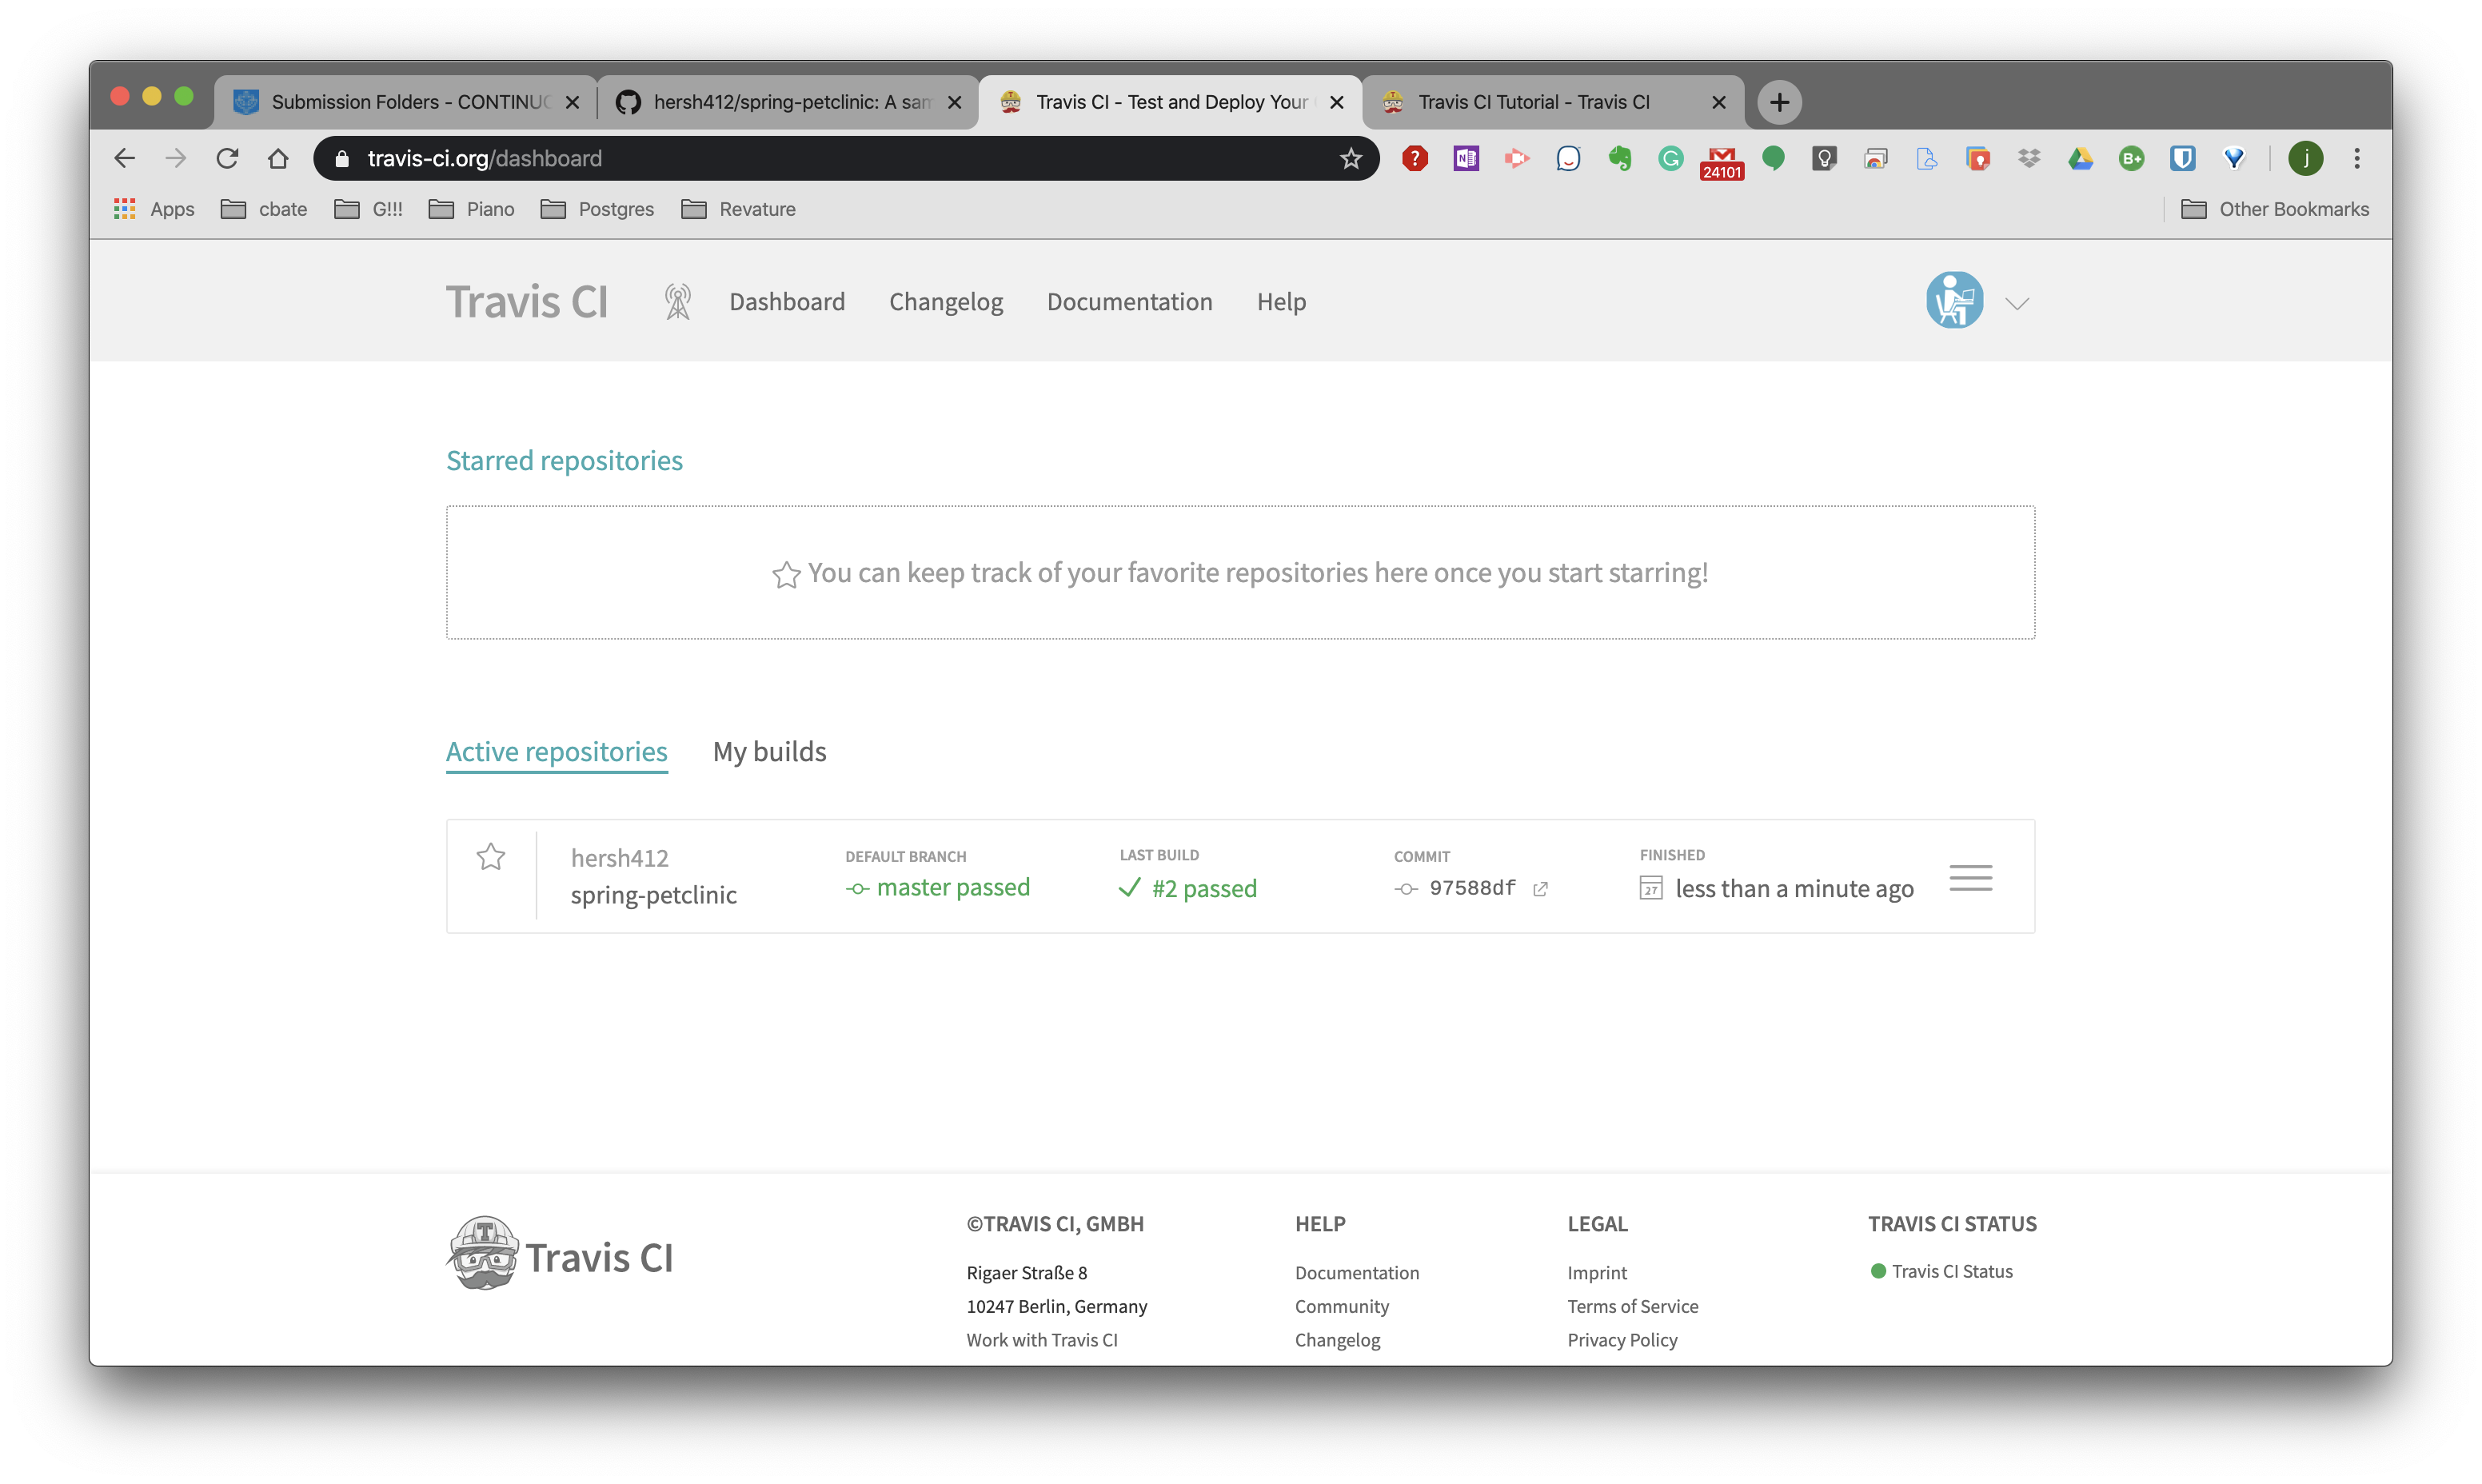 Submission Folders - CONTINUO
hersh412/spring-petclinic: A sam
Travis CI - Test and Deploy Your
Travis CI Tutorial - Travis CI
travis-ci.org/dashboard
24101
B+
j
Apps
cbate
G!!!
Piano
Postgres
Revature
Other Bookmarks
Travis CI
Dashboard
Changelog
Documentation
Help
Starred repositories
You can keep track of your favorite repositories here once you start starring!
Active repositories
My builds
hersh412
spring-petclinic
DEFAULT BRANCH
master passed
LAST BUILD
#2 passed
COMMIT
97588df
FINISHED
27
less than a minute ago
T
Travis CI
©TRAVIS CI, GMBH
Rigaer Straße 8
10247 Berlin, Germany
Work with Travis CI
HELP
Documentation
Community
Changelog
LEGAL
Imprint
Terms of Service
Privacy Policy
TRAVIS CI STATUS
Travis CI Status